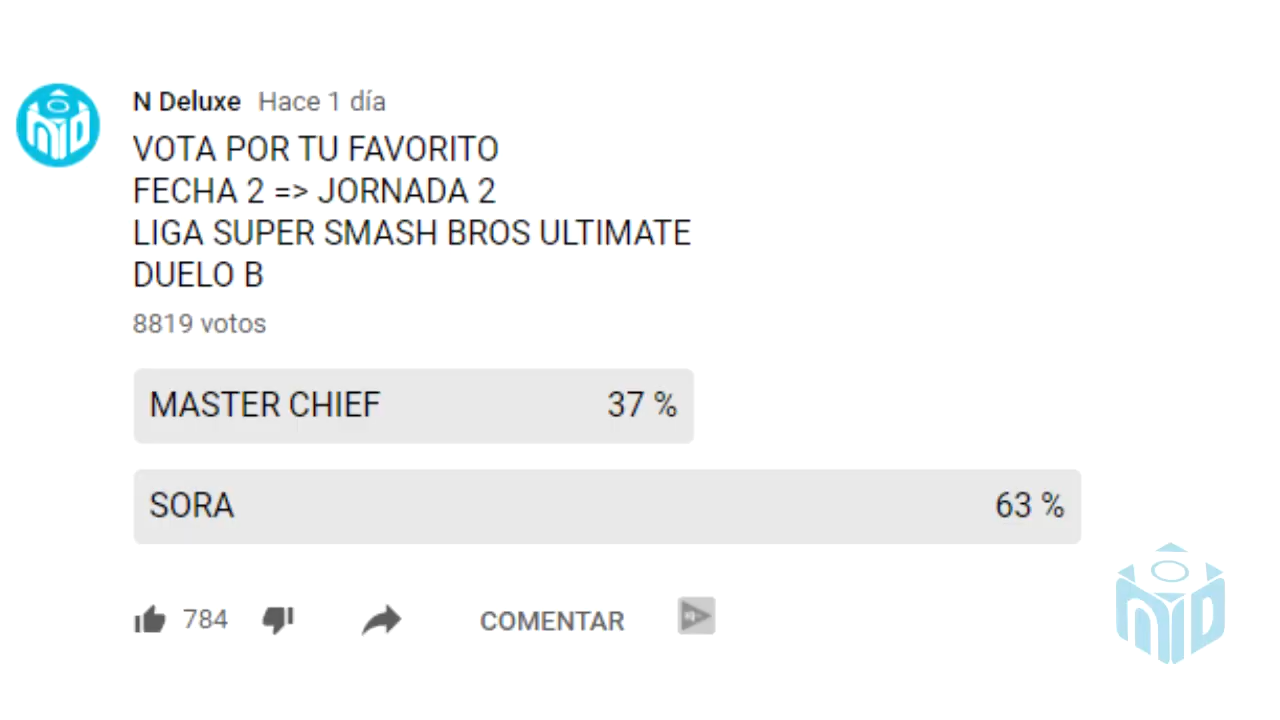 N Deluxe Hace 1 día
VOTA POR TU FAVORITO
FECHA 2 => JORNADA 2
LIGA SUPER SMASH BROS ULTIMATE
DUELO B
8819 votos
MASTER CHIEF 37 %
SORA 63 %
784 COMENTAR